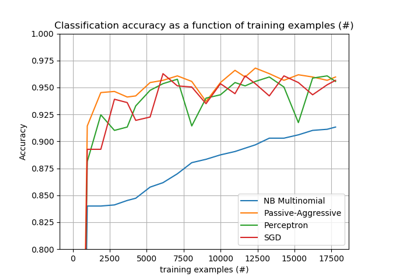 Classification accuracy as a function of training examples (#)
1.000
0.975
0.950
0.925
0.900
0.875
0.850
0.825
0.800
Accuracy
NB Multinomial
Passive-Aggressive
Perceptron
SGD
0 2500 5000 7500 10000 12500 15000 17500
training examples (#)